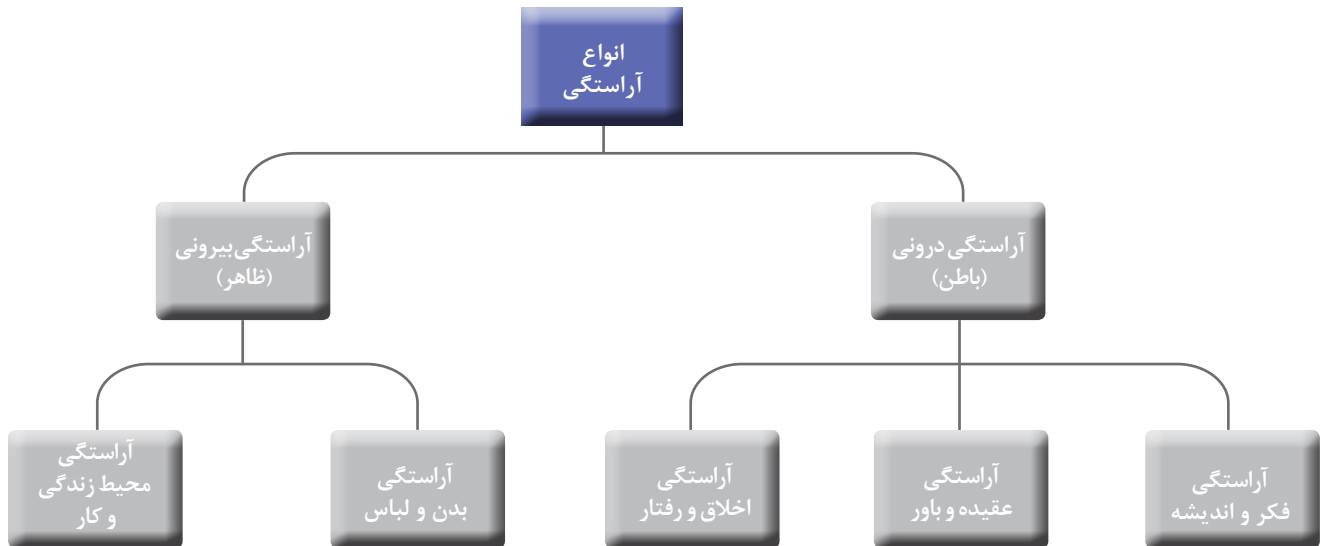 انواع
آراستگی
آراستگی درونی
(باطن)
آراستگی بیرونی
(ظاهر)
آراستگی
فکر و اندیشه
آراستگی
عقیده و باور
آراستگی
اخلاق و رفتار
آراستگی
بدن و لباس
آراستگی
محیط زندگی
و کار